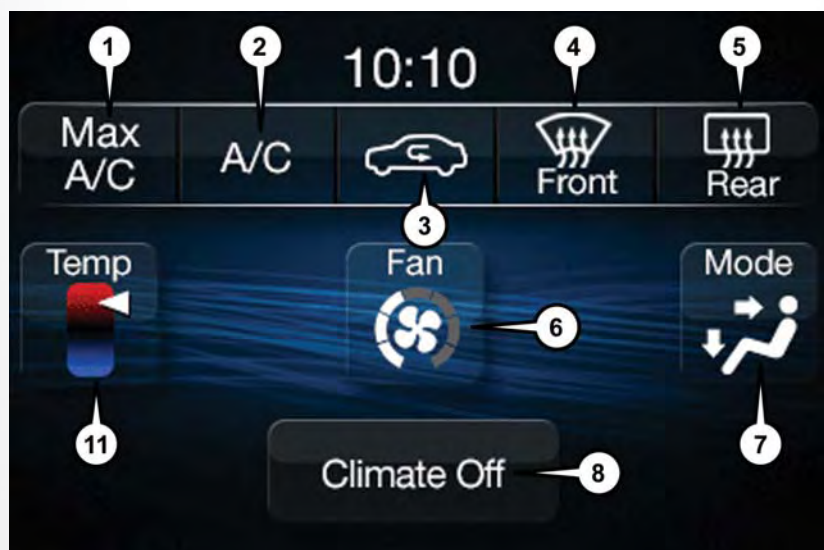 1
2
4
5
10:10
Max
A/C
A/C
Front
Rear
3
Temp
Fan
Mode
6
11
7
Climate Off
8